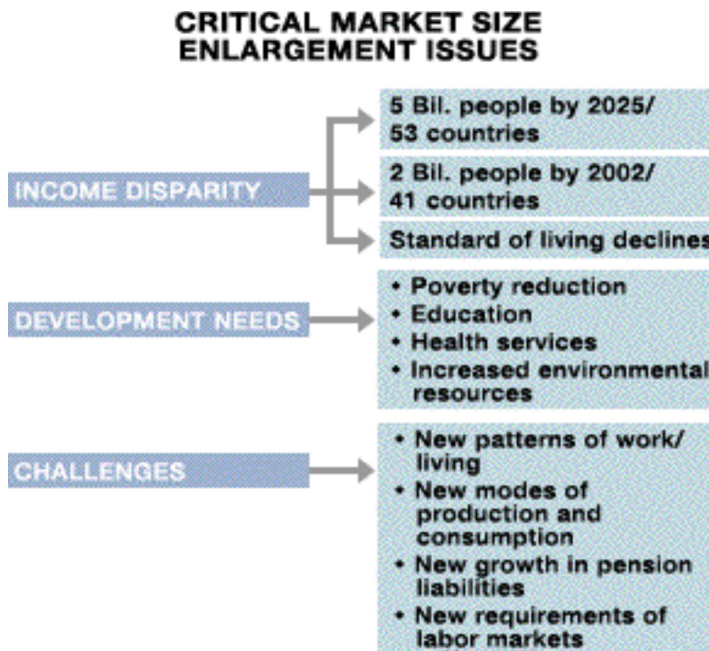 CRITICAL MARKET SIZE
ENLARGEMENT ISSUES
INCOME DISPARITY
5 Bil. people by 2025/
53 countries
2 Bil. people by 2002/
41 countries
Standard of living declines
DEVELOPMENT NEEDS
• Poverty reduction
• Education
• Health services
• Increased environmental
resources
CHALLENGES
• New patterns of work/
living
• New modes of
production and
consumption
• New growth in pension
liabilities
• New requirements of
labor markets